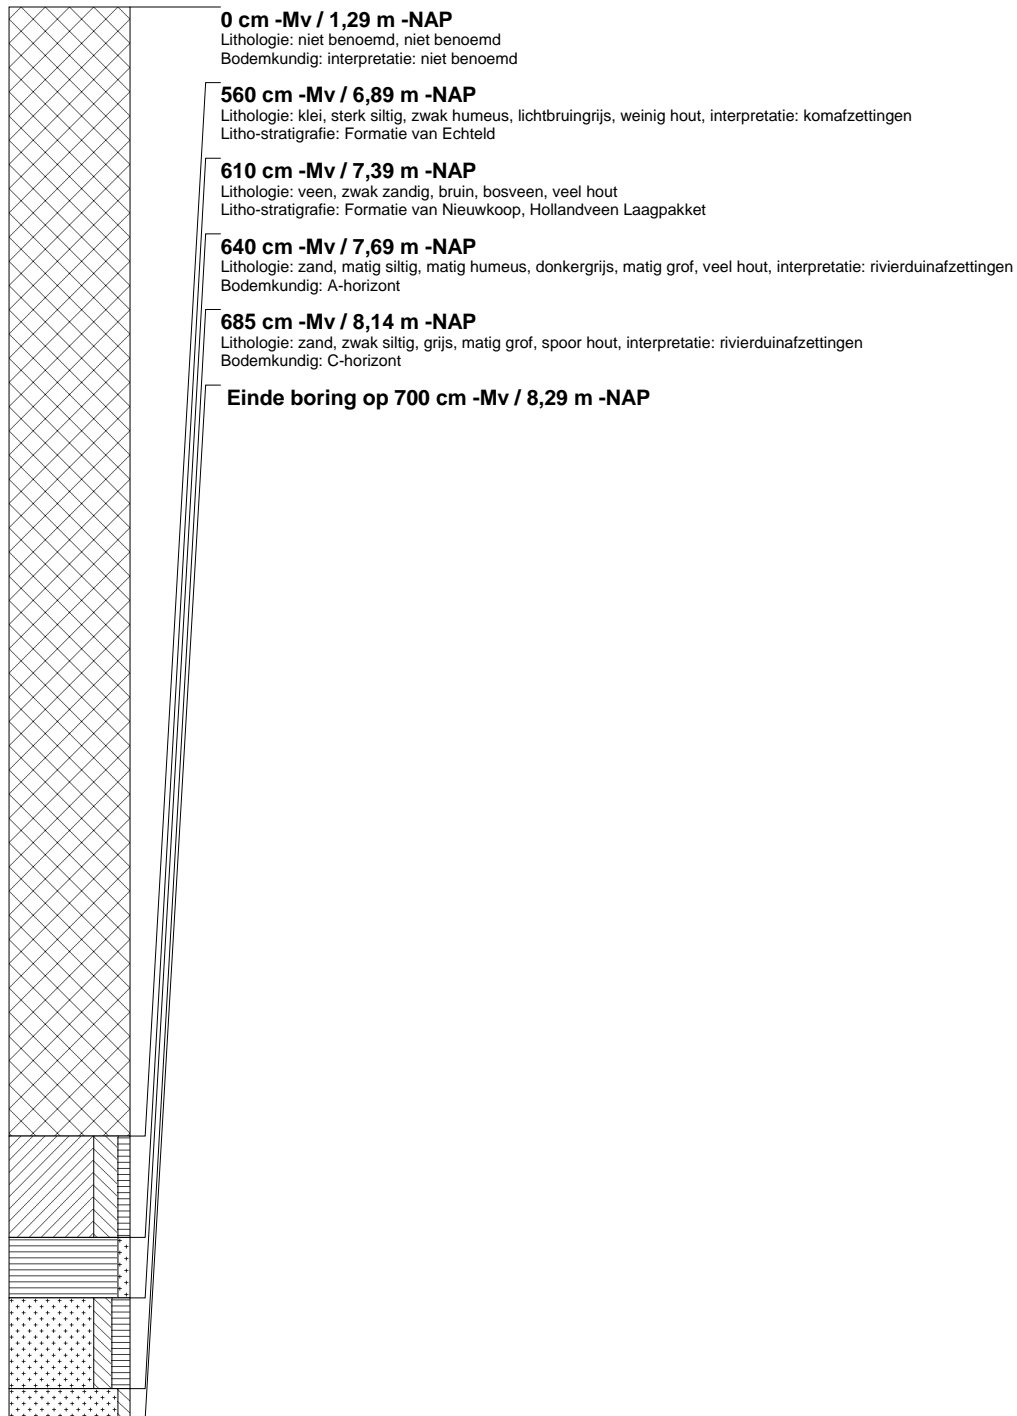 0 cm -Mv / 1,29 m -NAP
Lithologie: niet benoemd, niet benoemd
Bodemkundig: interpretatie: niet benoemd
560 cm -Mv / 6,89 m -NAP
Lithologie: klei, sterk siltig, zwak humeus, lichtbruingrijs, weinig hout, interpretatie: komafzettingen
Litho-stratigrafie: Formatie van Echteld
610 cm -Mv / 7,39 m -NAP
Lithologie: veen, zwak zandig, bruin, bosveen, veel hout
Litho-stratigrafie: Formatie van Nieuwkoop, Hollandveen Laagpakket
640 cm -Mv / 7,69 m -NAP
Lithologie: zand, matig siltig, matig humeus, donkergrijs, matig grof, veel hout, interpretatie: rivierduinafzettingen
Bodemkundig: A-horizont
685 cm -Mv / 8,14 m -NAP
Lithologie: zand, zwak siltig, grijs, matig grof, spoor hout, interpretatie: rivierduinafzettingen
Bodemkundig: C-horizont
Einde boring op 700 cm -Mv / 8,29 m -NAP